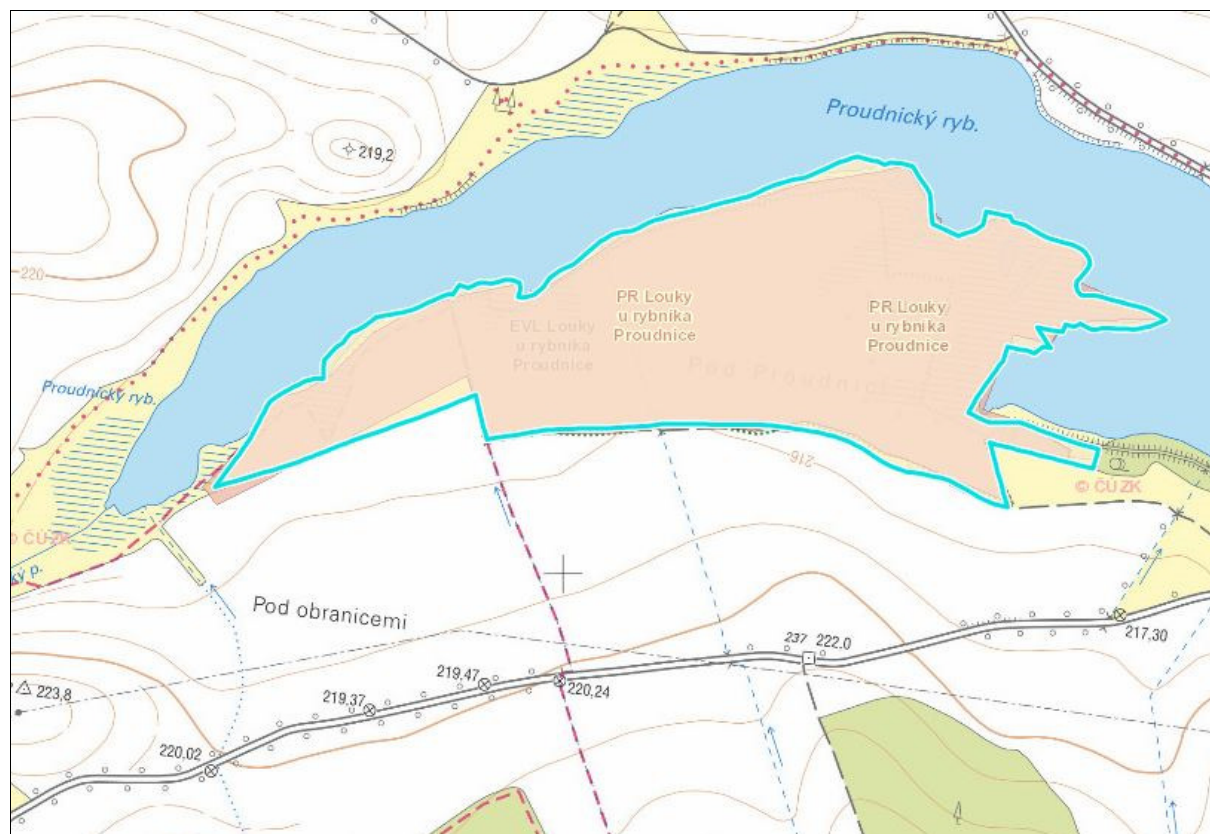 Proudnický ryb.
219,2
220
PR Louky
u rybníka
Proudnice
PR Louky
u rybníka
Proudnice
EVL Louky
u rybníka
Proudnice
Pod Proudnicí
Proudnický ryb.
216
© ČÚZK
© ČÚZK
ký p.
Pod obranicemi
237 222.0
217,30
219,47
220,24
223,8
219,37
220,02